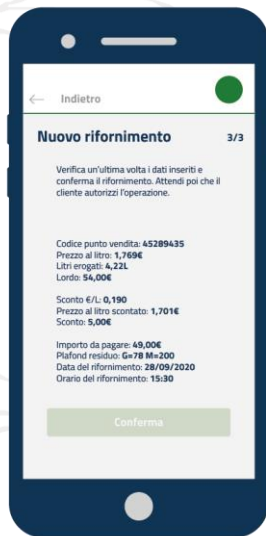 ← Indietro
Nuovo rifornimento 3/3
Verifica un'ultima volta i dati inseriti e
conferma il rifornimento. Attendi poi che il
cliente autorizzi l'operazione.
Codice punto vendita: 45289435
Prezzo al litro: 1,769€
Litri erogati: 4,22L
Lordo: 54,00€
Sconto €/L: 0,190
Prezzo al litro scontato: 1,701€
Sconto: 5,00€
Importo da pagare: 49,00€
Plafond residuo: G=78 M=200
Data del rifornimento: 28/09/2020
Orario del rifornimento: 15:30
Conferma